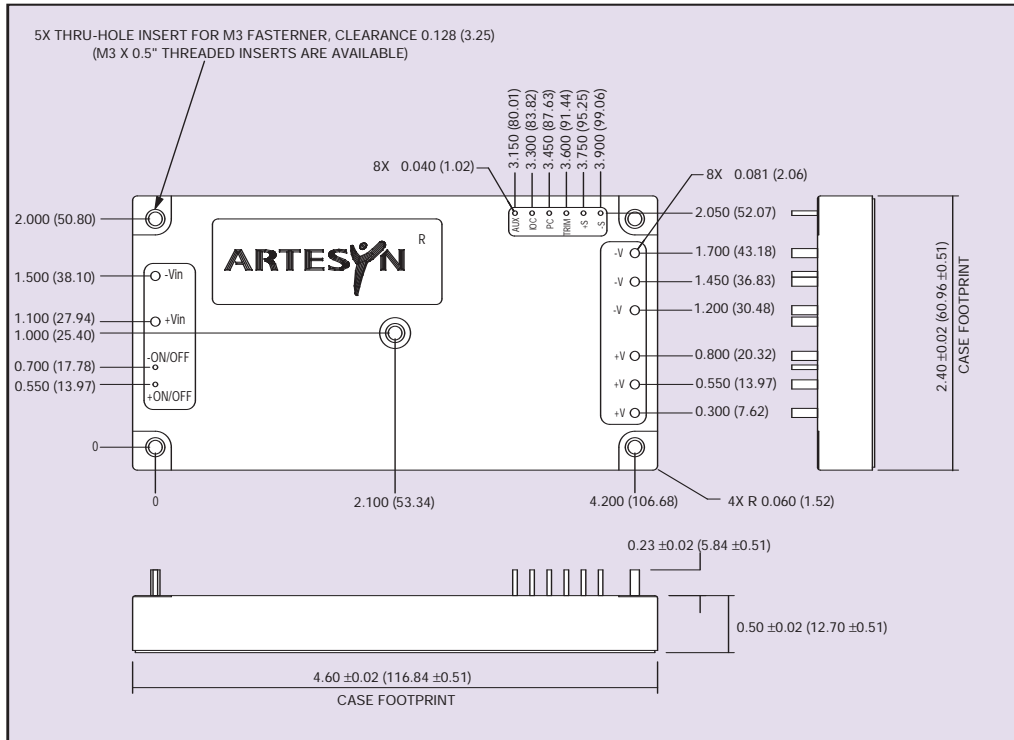 5X THRU-HOLE INSERT FOR M3 FASTERNER, CLEARANCE 0.128 (3.25)
(M3 X 0.5" THREADED INSERTS ARE AVAILABLE)
3.150 (80.01)
3.300 (83.82)
3.450 (87.63)
3.600 (91.44)
3.750 (95.25)
3.900 (99.06)
8X 0.040 (1.02)
8X 0.081 (2.06)
AUX
IOC
PC
TRIM
+S
-S
2.000 (50.80)
2.050 (52.07)
ARTESYN
R
-V
1.700 (43.18)
1.500 (38.10)
-Vin
-V
1.450 (36.83)
-V
1.200 (30.48)
1.100 (27.94)
+Vin
1.000 (25.40)
-ON/OFF
0.700 (17.78)
+V
0.800 (20.32)
0.550 (13.97)
+ON/OFF
+V
0.550 (13.97)
+V
0.300 (7.62)
2.40 ±0.02 (60.96 ±0.51)
CASE FOOTPRINT
0
0
2.100 (53.34)
4.200 (106.68)
4X R 0.060 (1.52)
0.23 ±0.02 (5.84 ±0.51)
0.50 ±0.02 (12.70 ±0.51)
4.60 ±0.02 (116.84 ±0.51)
CASE FOOTPRINT